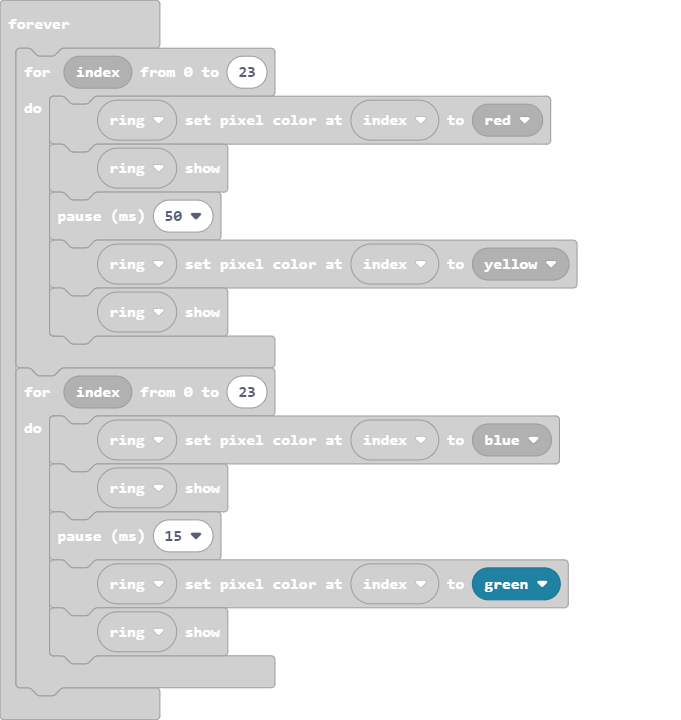 forever
for index from 0 to 23
do
ring set pixel color at index to red
ring show
pause (ms) 50
ring set pixel color at index to yellow
ring show
for index from 0 to 23
do
ring set pixel color at index to blue
ring show
pause (ms) 15
ring set pixel color at index to green
ring show